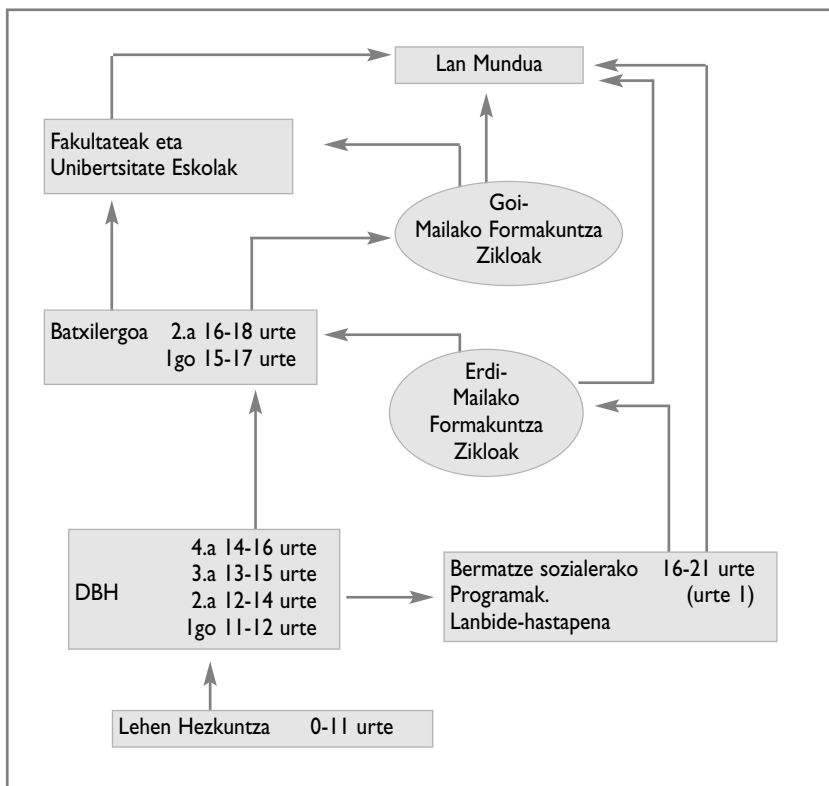 Lan Mundua
Fakultateak eta
Unibertsitate Eskolak
Goi-
Mailako Formakuntza
Zikloak
Batxilergoa 2.a 16-18 urte
1go 15-17 urte
Erdi-
Mailako
Formakuntza
Zikloak
DBH
4.a 14-16 urte
3.a 13-15 urte
2.a 12-14 urte
1go 11-12 urte
Bermatze sozialerako 16-21 urte
Programak. (urte 1)
Lanbide-hastapena
Lehen Hezkuntza 0-11 urte